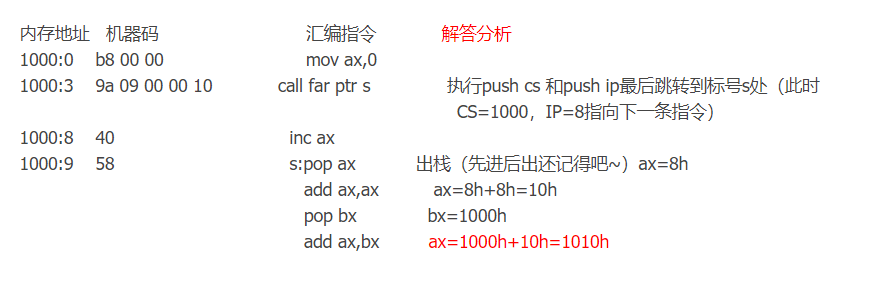 内存地址 机器码 汇编指令 解答分析
1000:0 b8 00 00 mov ax,0
1000:3 9a 09 00 00 10 call far ptr s 执行push cs 和push ip最后跳转到标号s处（此时
CS=1000，IP=8指向下一条指令）
1000:8 40 inc ax
1000:9 58 s:pop ax 出栈（先进后出还记得吧~）ax=8h
add ax,ax ax=8h+8h=10h
pop bx bx=1000h
add ax,bx ax=1000h+10h=1010h